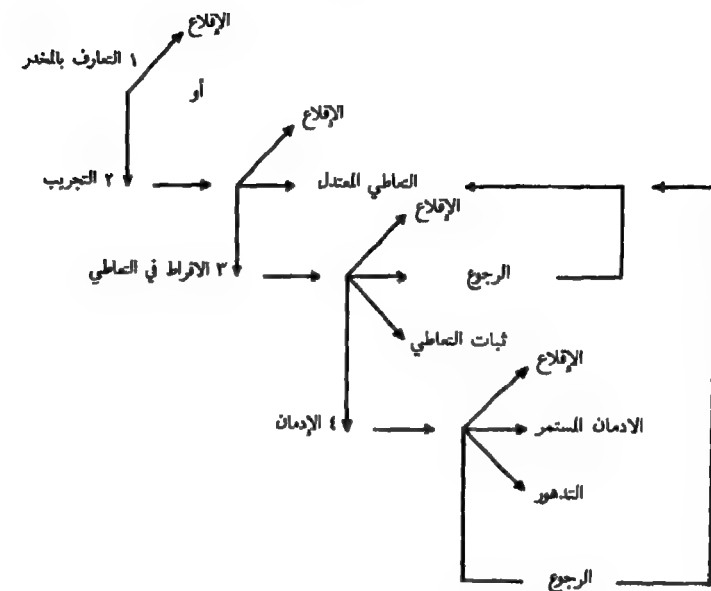 الإقلاع
١ التعارف بالمخدر
أو
الإقلاع
٢ التجريب
التعاطي المعتدل
الإقلاع
٣ الافراط في التعاطي
الرجوع
ثبات التعاطي
الإقلاع
٤ الإدمان
الادمان المستمر
التدهور
الرجوع